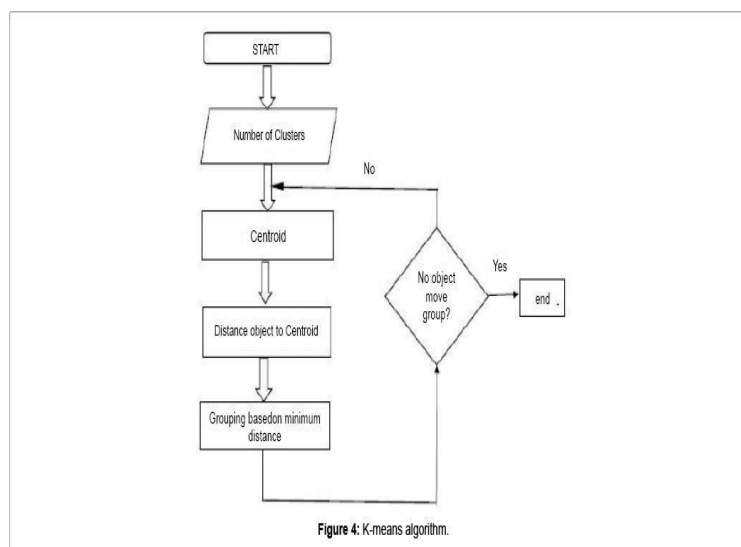 START
Number of Clusters
No
Centroid
Yes
No object
move
group?
end .
Distance object to Centroid
Grouping basedon minimum
distance
Figure 4: K-means algorithm.